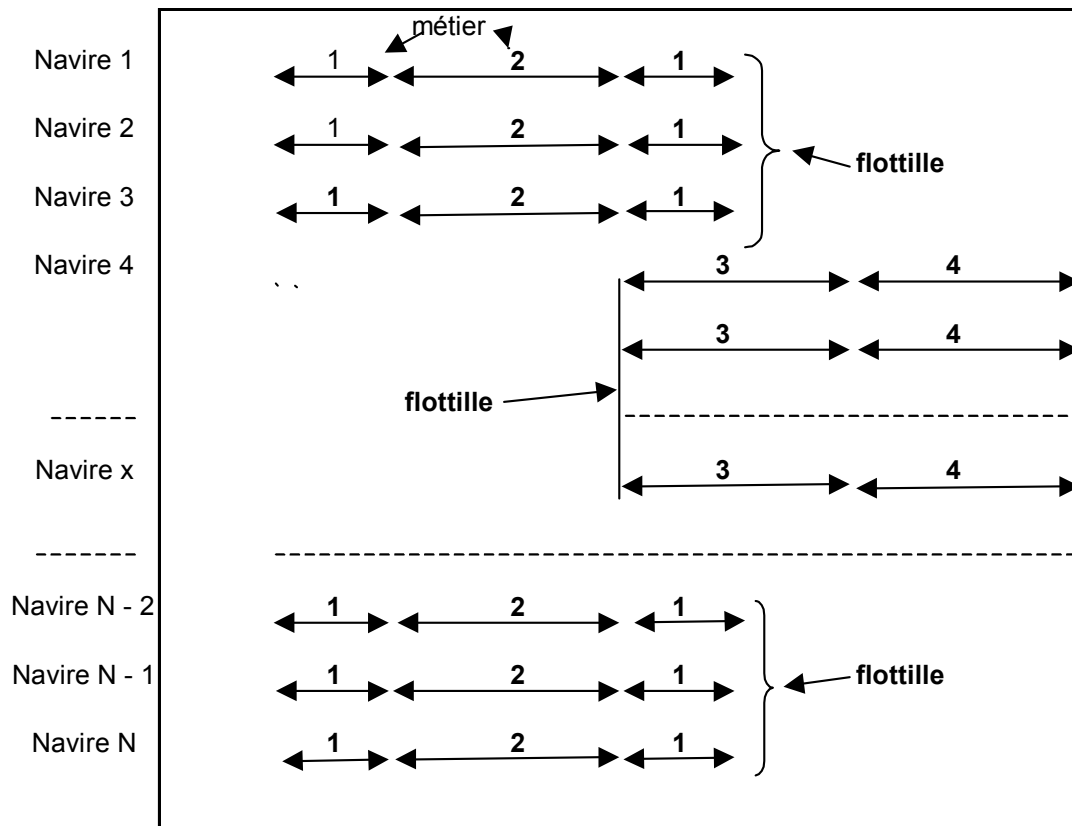 métier
Navire 1 1 2 1
Navire 2 1 2 1
flottille
Navire 3 1 2 1
Navire 4 3 4
3 4
flottille
Navire x 3 4
Navire N - 2 1 2 1
Navire N - 1 1 2 1
flottille
Navire N 1 2 1